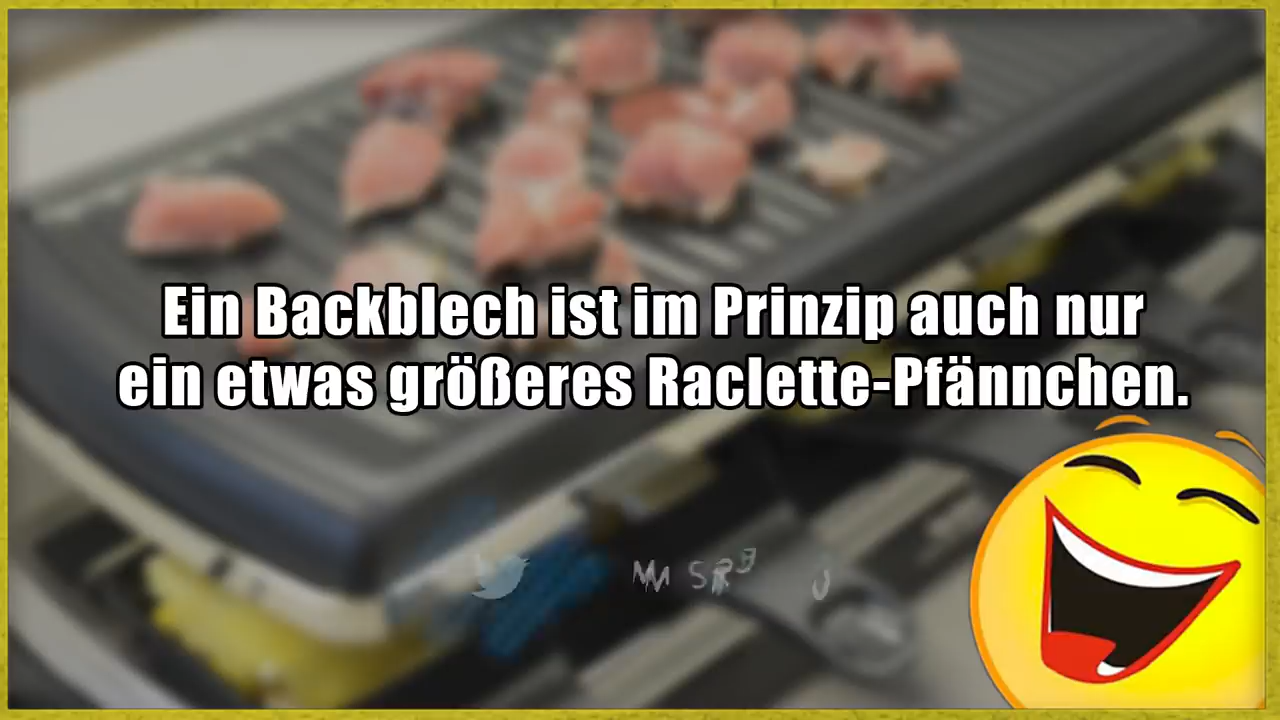 Ein Backblech ist im Prinzip auch nur
ein etwas größeres Raclette-Pfännchen.